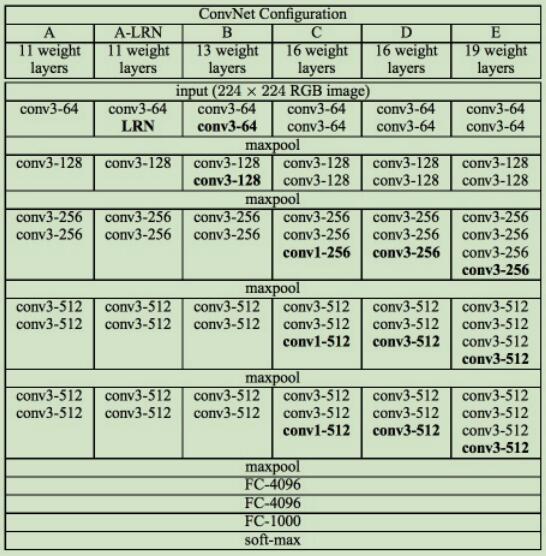 ConvNet Configuration
A A-LRN B C D E
11 weight 11 weight 13 weight 16 weight 16 weight 19 weight
layers layers layers layers layers layers
input (224 × 224 RGB image)
conv3-64 conv3-64 conv3-64 conv3-64 conv3-64 conv3-64
LRN conv3-64 conv3-64 conv3-64 conv3-64
maxpool
conv3-128 conv3-128 conv3-128 conv3-128 conv3-128 conv3-128
conv3-128 conv3-128 conv3-128 conv3-128
maxpool
conv3-256 conv3-256 conv3-256 conv3-256 conv3-256 conv3-256
conv3-256 conv3-256 conv3-256 conv3-256 conv3-256 conv3-256
conv1-256 conv3-256 conv3-256
conv3-256
maxpool
conv3-512 conv3-512 conv3-512 conv3-512 conv3-512 conv3-512
conv3-512 conv3-512 conv3-512 conv3-512 conv3-512 conv3-512
conv1-512 conv3-512 conv3-512
conv3-512
maxpool
conv3-512 conv3-512 conv3-512 conv3-512 conv3-512 conv3-512
conv3-512 conv3-512 conv3-512 conv3-512 conv3-512 conv3-512
conv1-512 conv3-512 conv3-512
conv3-512
maxpool
FC-4096
FC-4096
FC-1000
soft-max